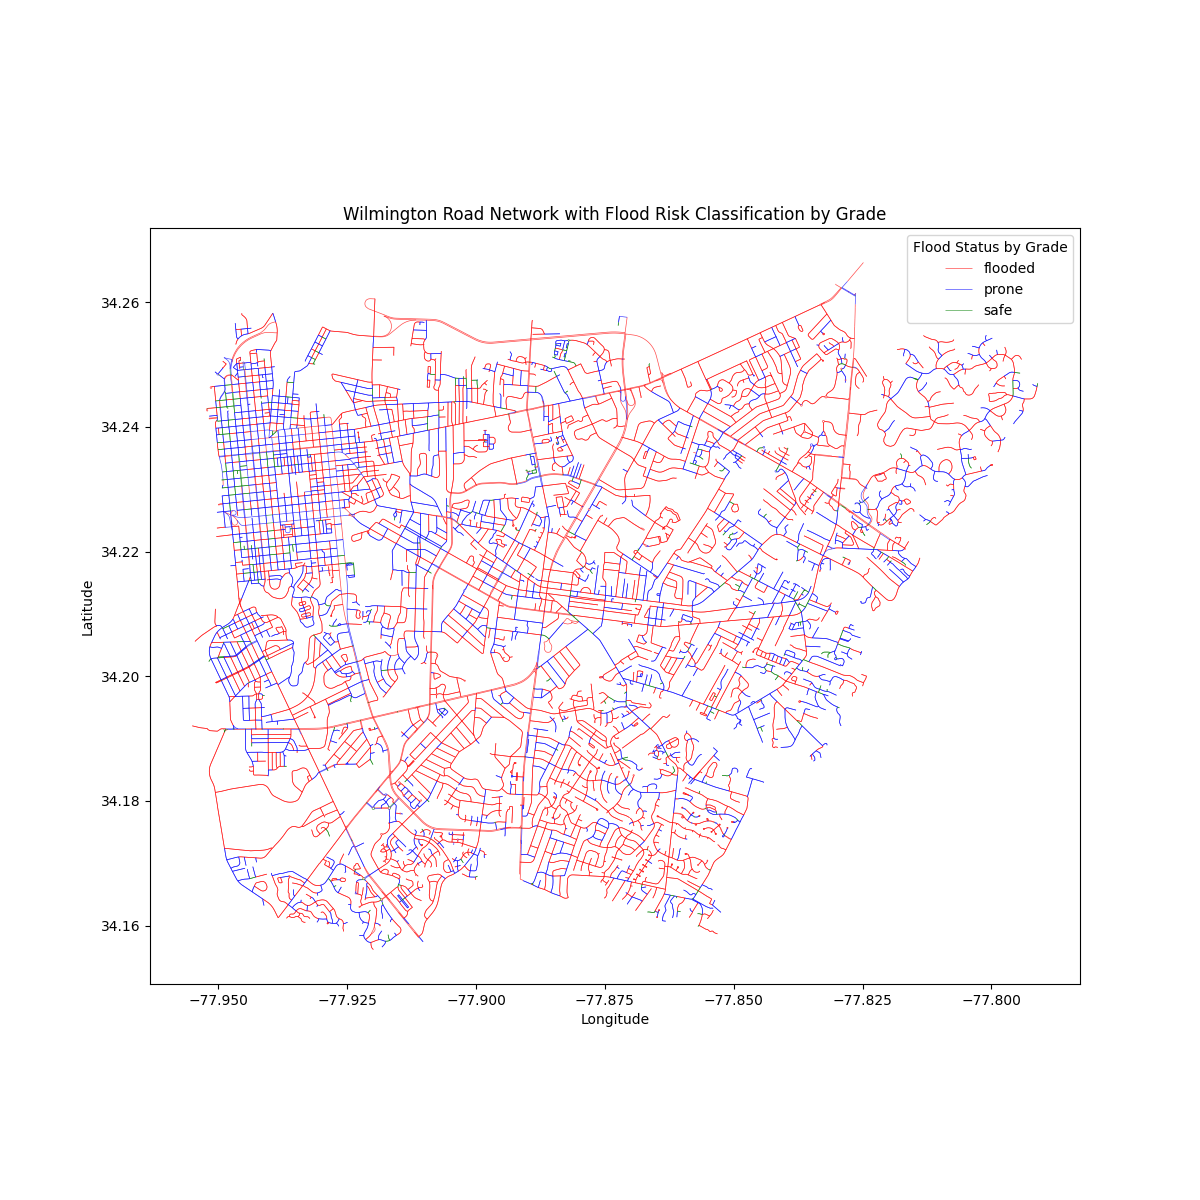 Wilmington Road Network with Flood Risk Classification by Grade
Flood Status by Grade
flooded
prone
safe
34.26
34.24
34.22
34.20
34.18
34.16
Latitude
−77.950
−77.925
−77.900
−77.875
−77.850
−77.825
−77.800
Longitude